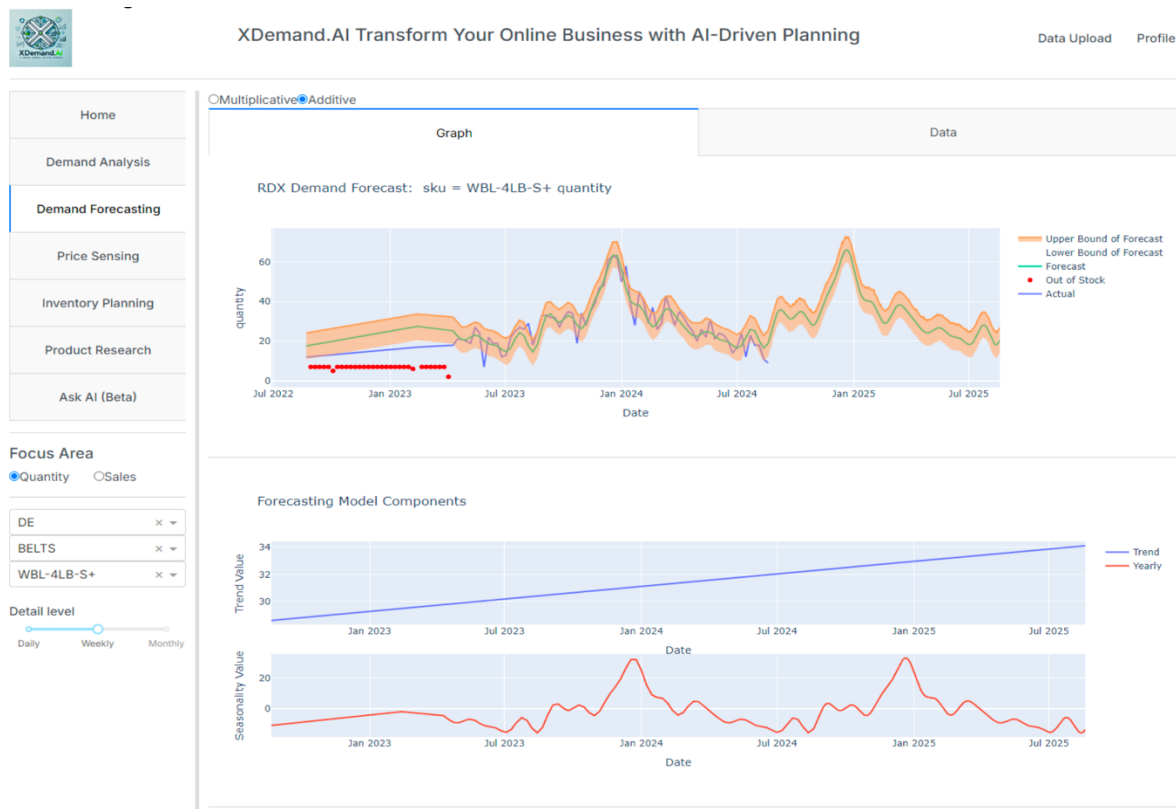 XDemand.AI
XDemand.AI Transform Your Online Business with AI-Driven Planning
Data Upload Profile
Home
Demand Analysis
Demand Forecasting
Price Sensing
Inventory Planning
Product Research
Ask AI (Beta)
Focus Area
Quantity Sales
DE
BELTS
WBL-4LB-S+
Detail level
Daily Weekly Monthly
Multiplicative Additive
Graph Data
RDX Demand Forecast: sku = WBL-4LB-S+ quantity
quantity
60
40
20
0
Jul 2022 Jan 2023 Jul 2023 Jan 2024 Jul 2024 Jan 2025 Jul 2025
Date
Upper Bound of Forecast
Lower Bound of Forecast
Forecast
Out of Stock
Actual
Forecasting Model Components
Trend Value
34
32
30
Jan 2023 Jul 2023 Jan 2024 Jul 2024 Jan 2025 Jul 2025
Date
Trend
Yearly
Seasonality Value
20
0
Jan 2023 Jul 2023 Jan 2024 Jul 2024 Jan 2025 Jul 2025
Date